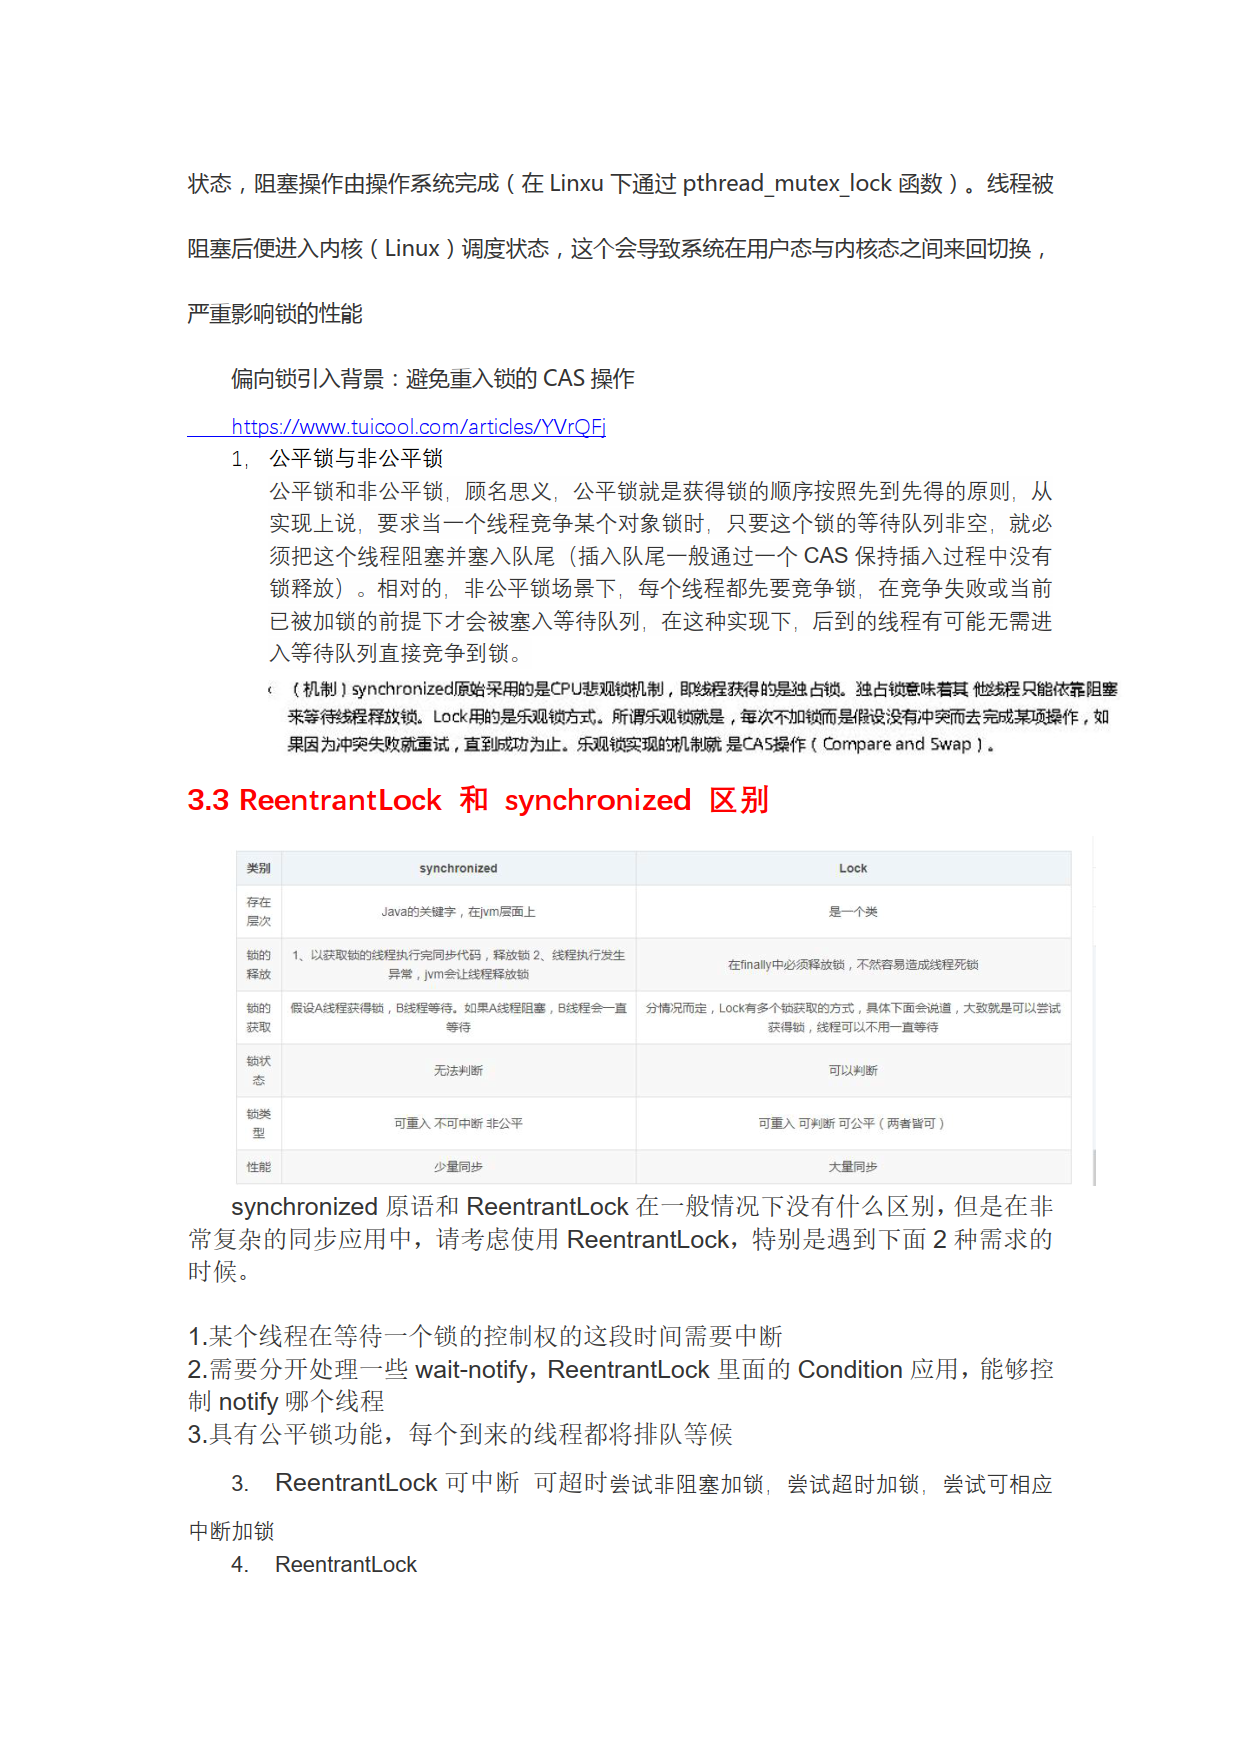 状态，阻塞操作由操作系统完成（在 Linxu 下通过 pthread_mutex_lock 函数）。线程被
阻塞后便进入内核（Linux）调度状态，这个会导致系统在用户态与内核态之间来回切换，
严重影响锁的性能
偏向锁引入背景：避免重入锁的 CAS 操作
https://www.tuicool.com/articles/YVrQFj
1， 公平锁与非公平锁
公平锁和非公平锁，顾名思义，公平锁就是获得锁的顺序按照先到先得的原则，从
实现上说，要求当一个线程竞争某个对象锁时，只要这个锁的等待队列非空，就必
须把这个线程阻塞并塞入队尾（插入队尾一般通过一个 CAS 保持插入过程中没有
锁释放）。相对的，非公平锁场景下，每个线程都先要竞争锁，在竞争失败或当前
已被加锁的前提下才会被塞入等待队列，在这种实现下，后到的线程有可能无需进
入等待队列直接竞争到锁。
（机制）synchronized原始采用的是CPU悲观锁机制，即线程获得的是独占锁。独占锁意味着其 他线程只能依靠阻塞
来等待线程释放锁。Lock用的是乐观锁方式。所谓乐观锁就是，每次不加锁而是假设没有冲突而去完成某项操作，如
果因为冲突失败就重试，直到成功为止。乐观锁实现的机制就 是CAS操作（Compare and Swap）。
3.3 ReentrantLock 和 synchronized 区别
类别 synchronized Lock
存在
层次 Java的关键字，在jvm层面上 是一个类
锁的 1、以获取锁的线程执行完同步代码，释放锁 2、线程执行发生
释放 异常，jvm会让线程释放锁 在finally中必须释放锁，不然容易造成线程死锁
锁的 假设A线程获得锁，B线程等待。如果A线程阻塞，B线程会一直 分情况而定，Lock有多个锁获取的方式，具体下面会说道，大致就是可以尝试
获取 等待 获得锁，线程可以不用一直等待
锁状
态 无法判断 可以判断
锁类
型 可重入 不可中断 非公平 可重入 可判断 可公平（两者皆可）
性能 少量同步 大量同步
synchronized 原语和 ReentrantLock 在一般情况下没有什么区别，但是在非
常复杂的同步应用中，请考虑使用 ReentrantLock，特别是遇到下面 2 种需求的
时候。
1.某个线程在等待一个锁的控制权的这段时间需要中断
2.需要分开处理一些 wait-notify，ReentrantLock 里面的 Condition 应用，能够控
制 notify 哪个线程
3.具有公平锁功能，每个到来的线程都将排队等候
3. ReentrantLock 可中断 可超时尝试非阻塞加锁，尝试超时加锁，尝试可相应
中断加锁
4. ReentrantLock